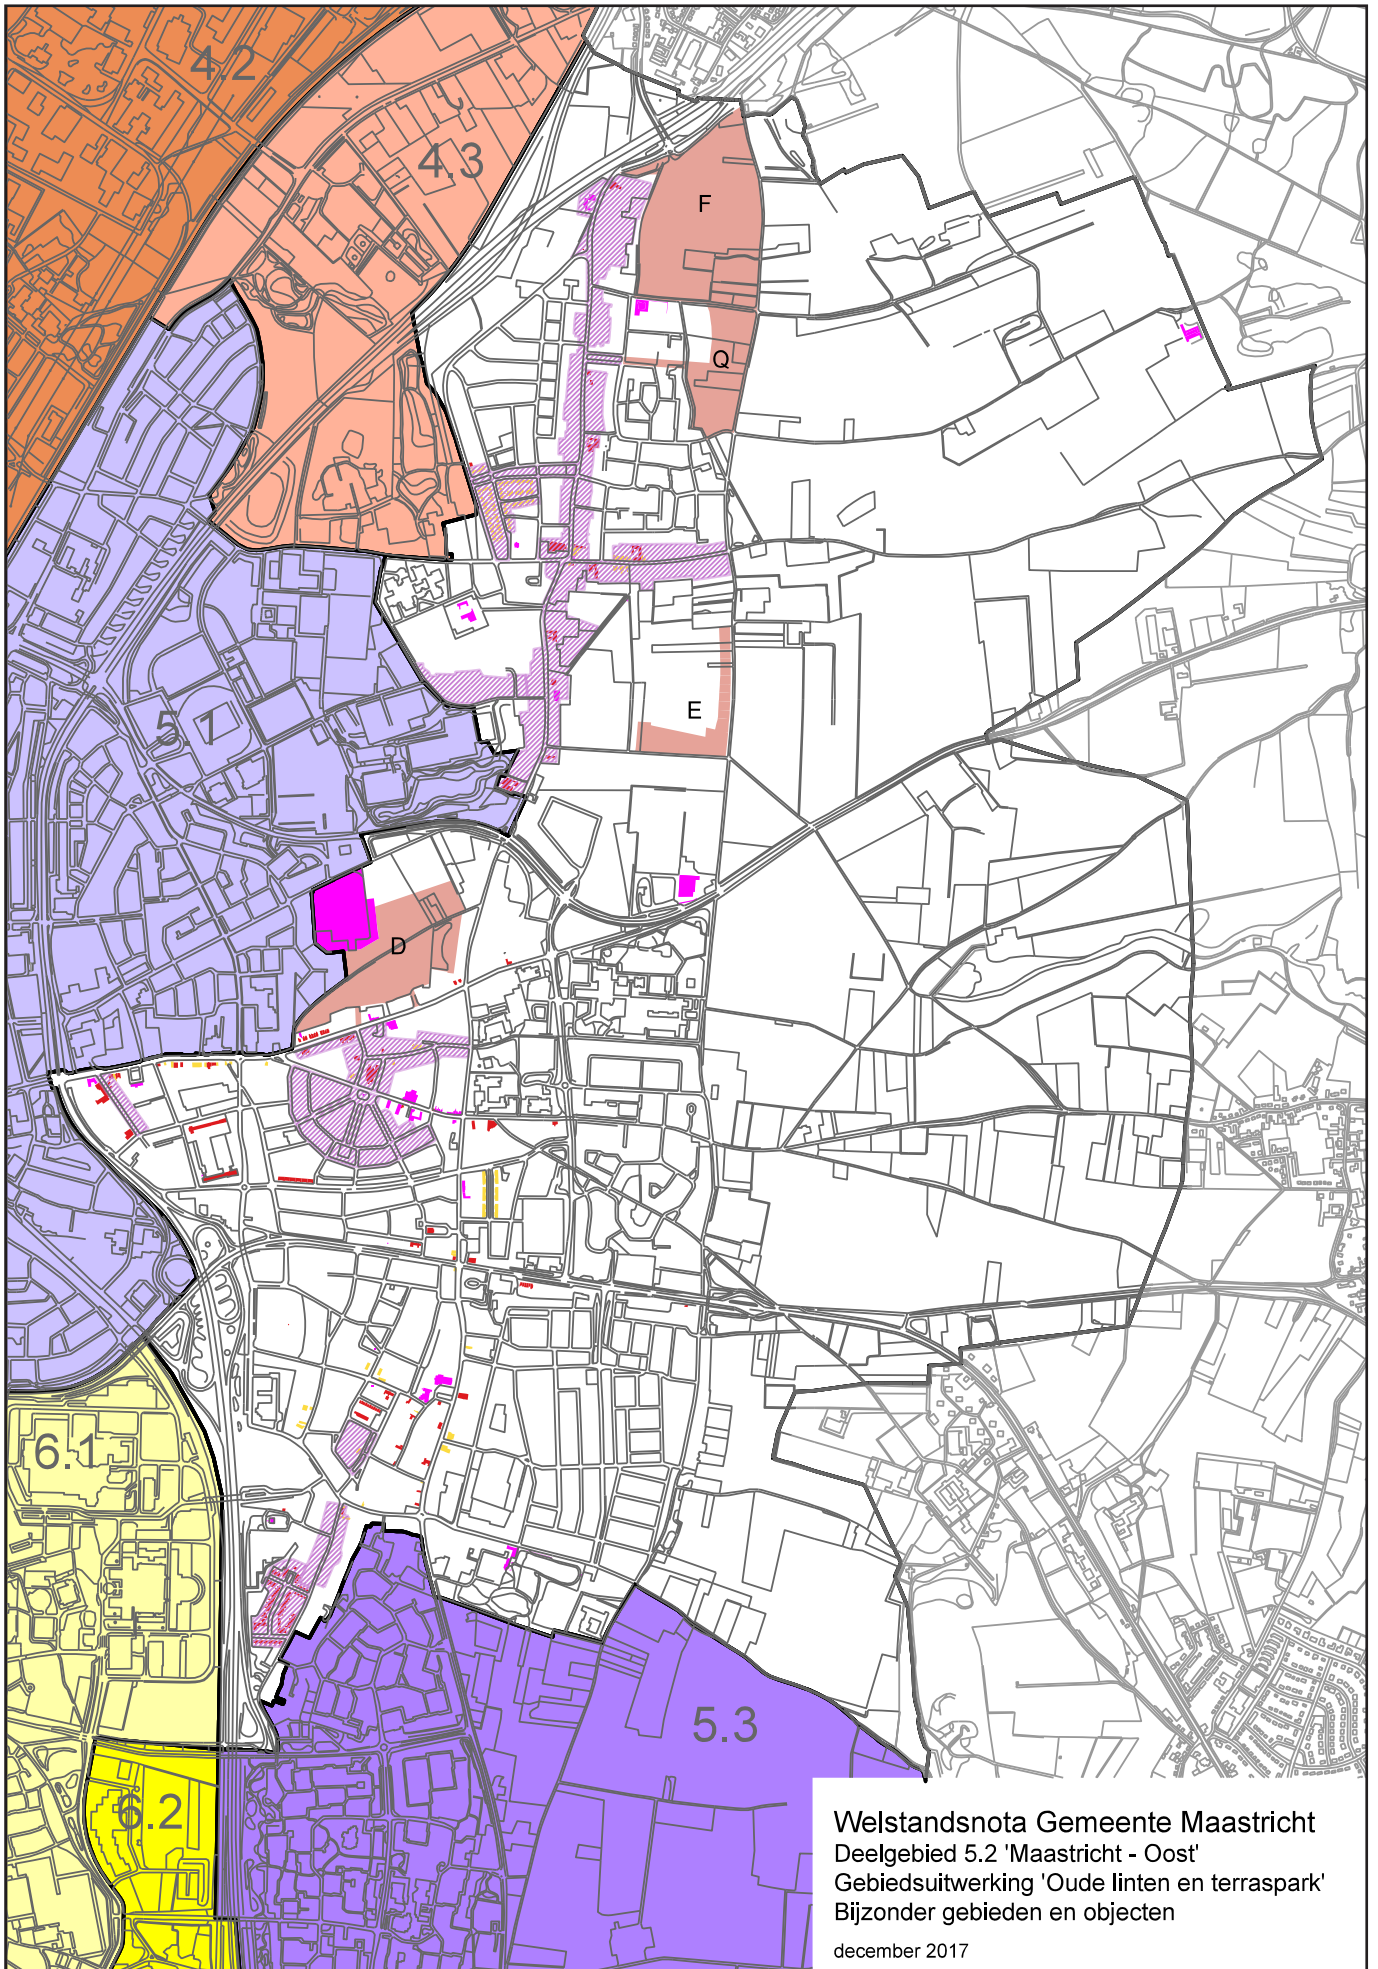 4.2
4.3
F
Q
5.1
E
D
6.1
5.3
6.2
Welstandsnota Gemeente Maastricht
Deelgebied 5.2 'Maastricht - Oost'
Gebiedsuitwerking 'Oude linten en terraspark'
Bijzonder gebieden en objecten
december 2017